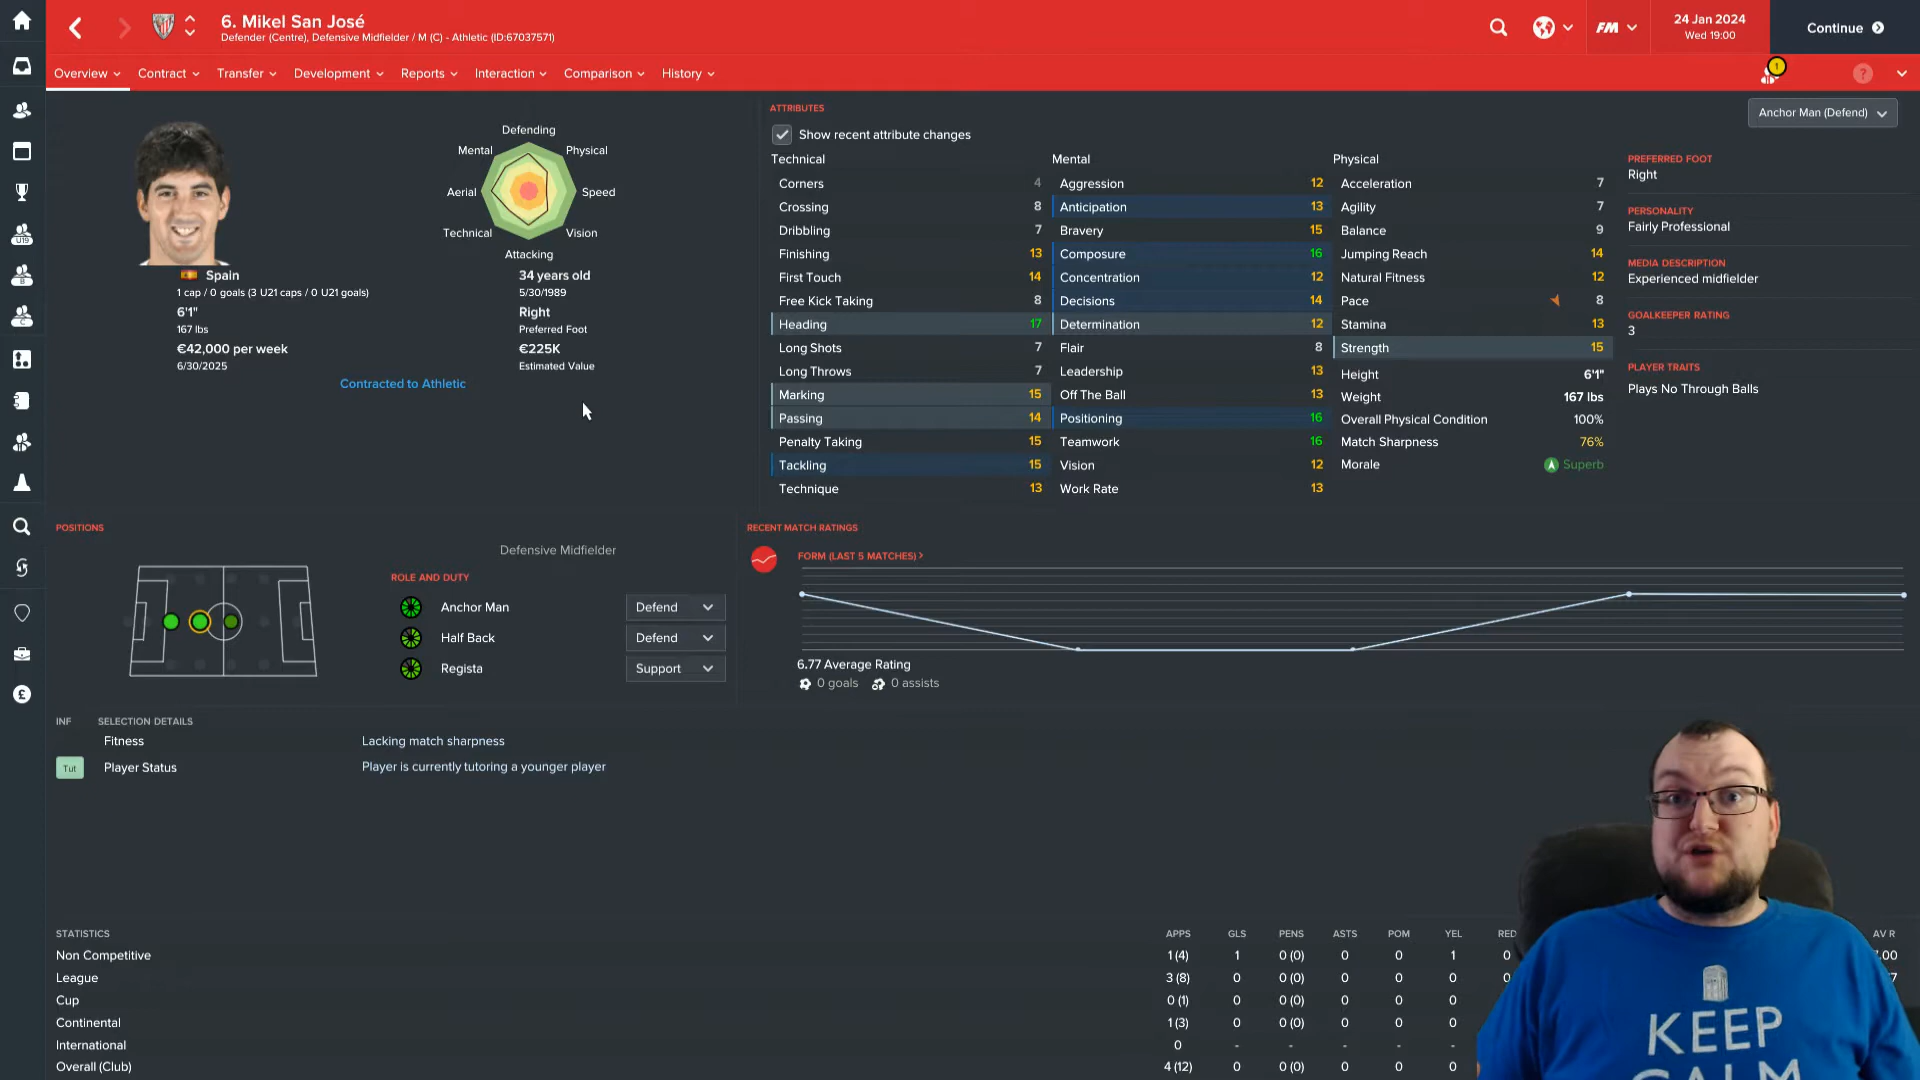 6. Mikel San José
Defender (Centre), Defensive Midfielder / M (C) - Athletic (ID:67037571)
FM
24 Jan 2024
Wed 19:00
Continue
Overview
Contract
Transfer
Development
Reports
Interaction
Comparison
History
1
?
U19
B
C
£
Defending
Mental
Physical
Aerial
Speed
Technical
Vision
Attacking
Spain
1 cap / 0 goals (3 U21 caps / 0 U21 goals)
6'1"
167 lbs
€42,000 per week
6/30/2025
34 years old
5/30/1989
Right
Preferred Foot
€225K
Estimated Value
Contracted to Athletic
ATTRIBUTES
Show recent attribute changes
Anchor Man (Defend)
Technical
Corners 4
Crossing 8
Dribbling 7
Finishing 13
First Touch 14
Free Kick Taking 8
Heading 17
Long Shots 7
Long Throws 7
Marking 15
Passing 14
Penalty Taking 15
Tackling 15
Technique 13
Mental
Aggression 12
Anticipation 13
Bravery 15
Composure 16
Concentration 12
Decisions 14
Determination 12
Flair 8
Leadership 13
Off The Ball 13
Positioning 16
Teamwork 16
Vision 12
Work Rate 13
Physical
Acceleration 7
Agility 7
Balance 9
Jumping Reach 14
Natural Fitness 12
Pace 8
Stamina 13
Strength 15
Height 6'1"
Weight 167 lbs
Overall Physical Condition 100%
Match Sharpness 76%
Morale Superb
PREFERRED FOOT
Right
PERSONALITY
Fairly Professional
MEDIA DESCRIPTION
Experienced midfielder
GOALKEEPER RATING
3
PLAYER TRAITS
Plays No Through Balls
POSITIONS
Defensive Midfielder
ROLE AND DUTY
Anchor Man Defend
Half Back Defend
Regista Support
RECENT MATCH RATINGS
FORM (LAST 5 MATCHES) >
6.77 Average Rating
0 goals 0 assists
INF SELECTION DETAILS
Fitness Lacking match sharpness
Tut Player Status Player is currently tutoring a younger player
STATISTICS APPS GLS PENS ASTS POM YEL RED AV R
Non Competitive 1 (4) 1 0 (0) 0 0 1 0 .00
League 3 (8) 0 0 (0) 0 0 0 0 7
Cup 0 (1) 0 0 (0) 0 0 0
Continental 1 (3) 0 0 (0) 0 0 0
International 0 - - - - -
Overall (Club) 4 (12) 0 0 (0) 0 0 0
KEEP
CALM